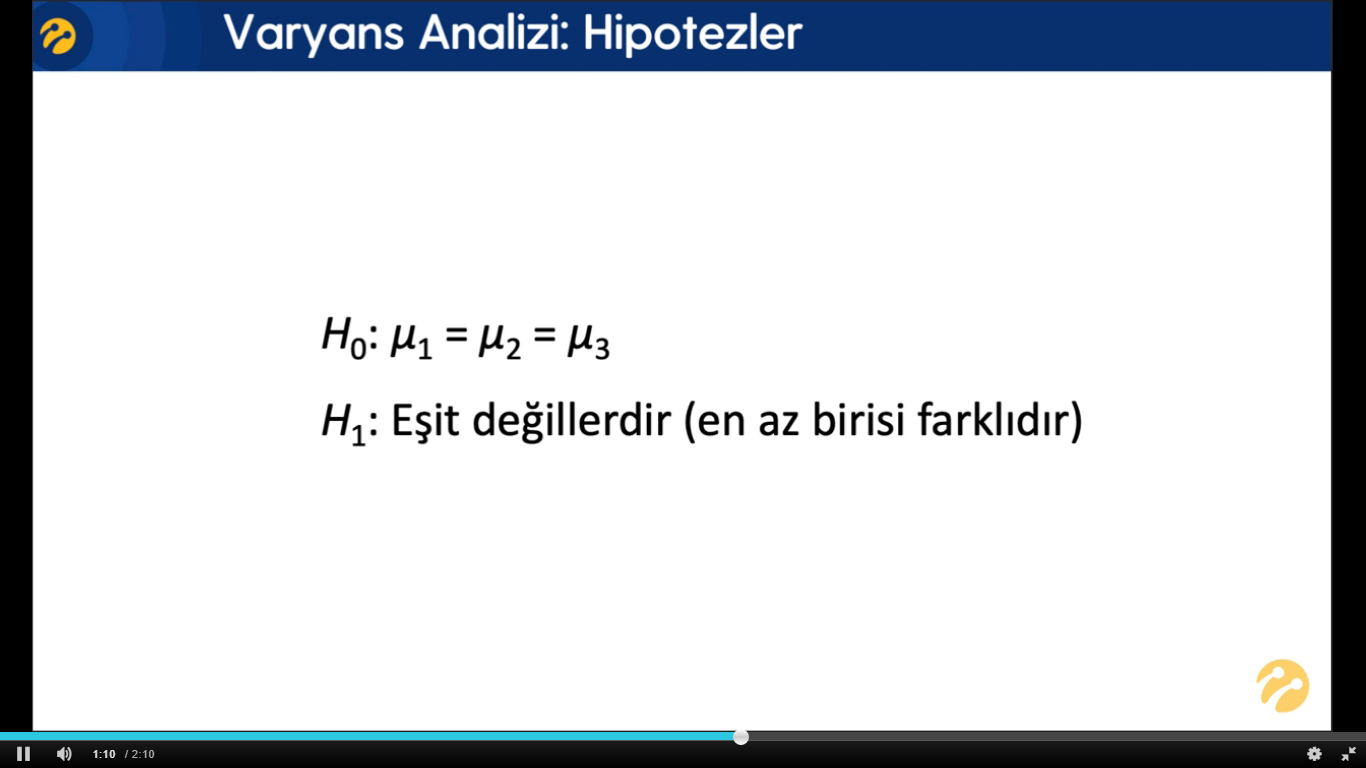 Varyans Analizi: Hipotezler
H₀: μ₁ = μ₂ = μ₃
H₁: Eşit değillerdir (en az birisi farklıdır)
1:10 / 2:10